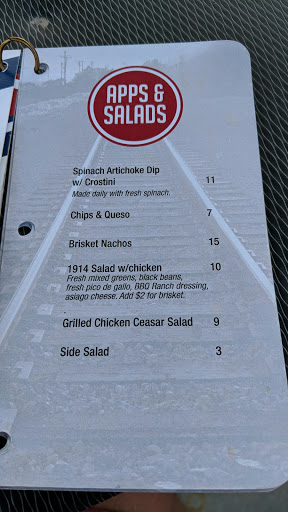 APPS &
SALADS
Spinach Artichoke Dip
w/ Crostini 11
Made daily with fresh spinach.
Chips & Queso 7
Brisket Nachos 15
1914 Salad w/chicken 10
Fresh mixed greens, black beans,
fresh pico de gallo, BBQ Ranch dressing,
asiago cheese. Add $2 for brisket.
Grilled Chicken Ceasar Salad 9
Side Salad 3